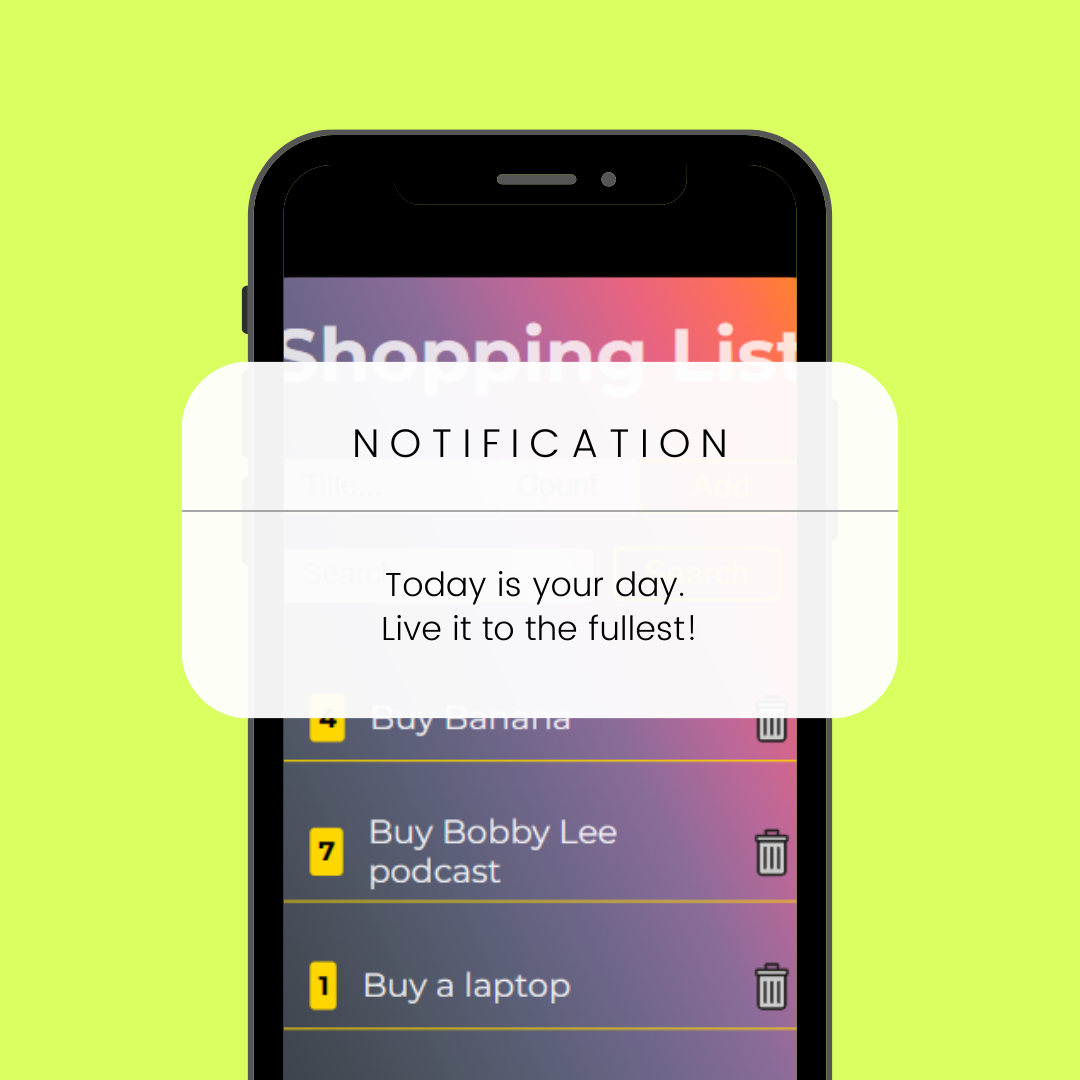 Shopping List
NOTIFICATION
Title... Count Add
Search Search
Today is your day.
Live it to the fullest!
4 Buy Banana
7 Buy Bobby Lee
podcast
1 Buy a laptop